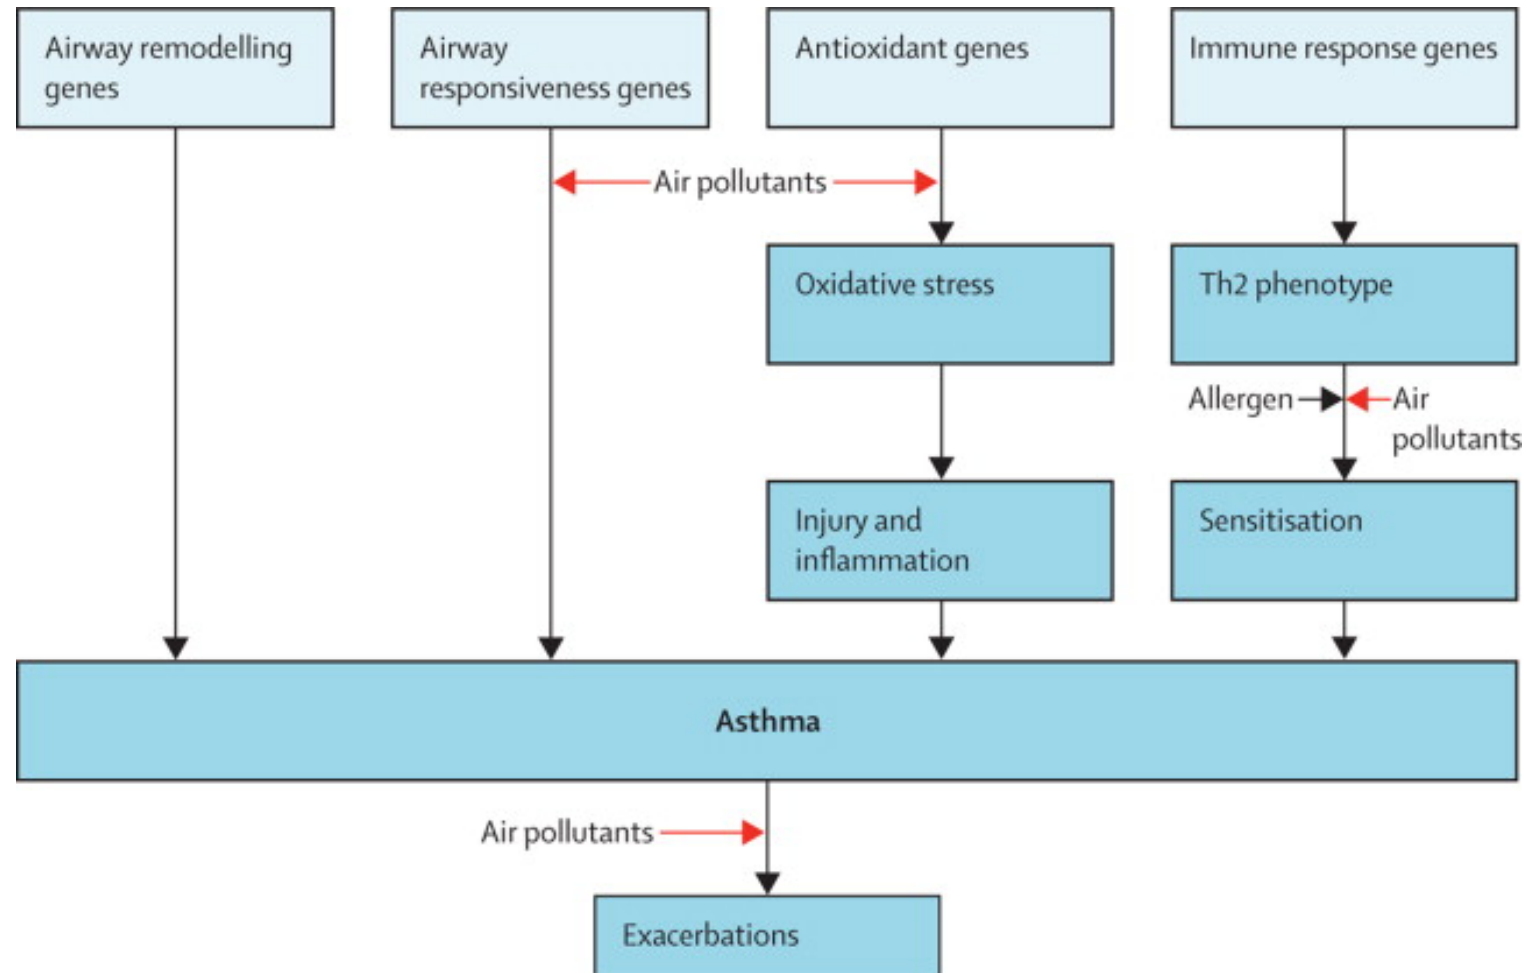 Airway remodelling
genes
Airway
responsiveness genes
Antioxidant genes
Immune response genes
Air pollutants
Oxidative stress
Th2 phenotype
Allergen
Air
pollutants
Injury and
inflammation
Sensitisation
Asthma
Air pollutants
Exacerbations